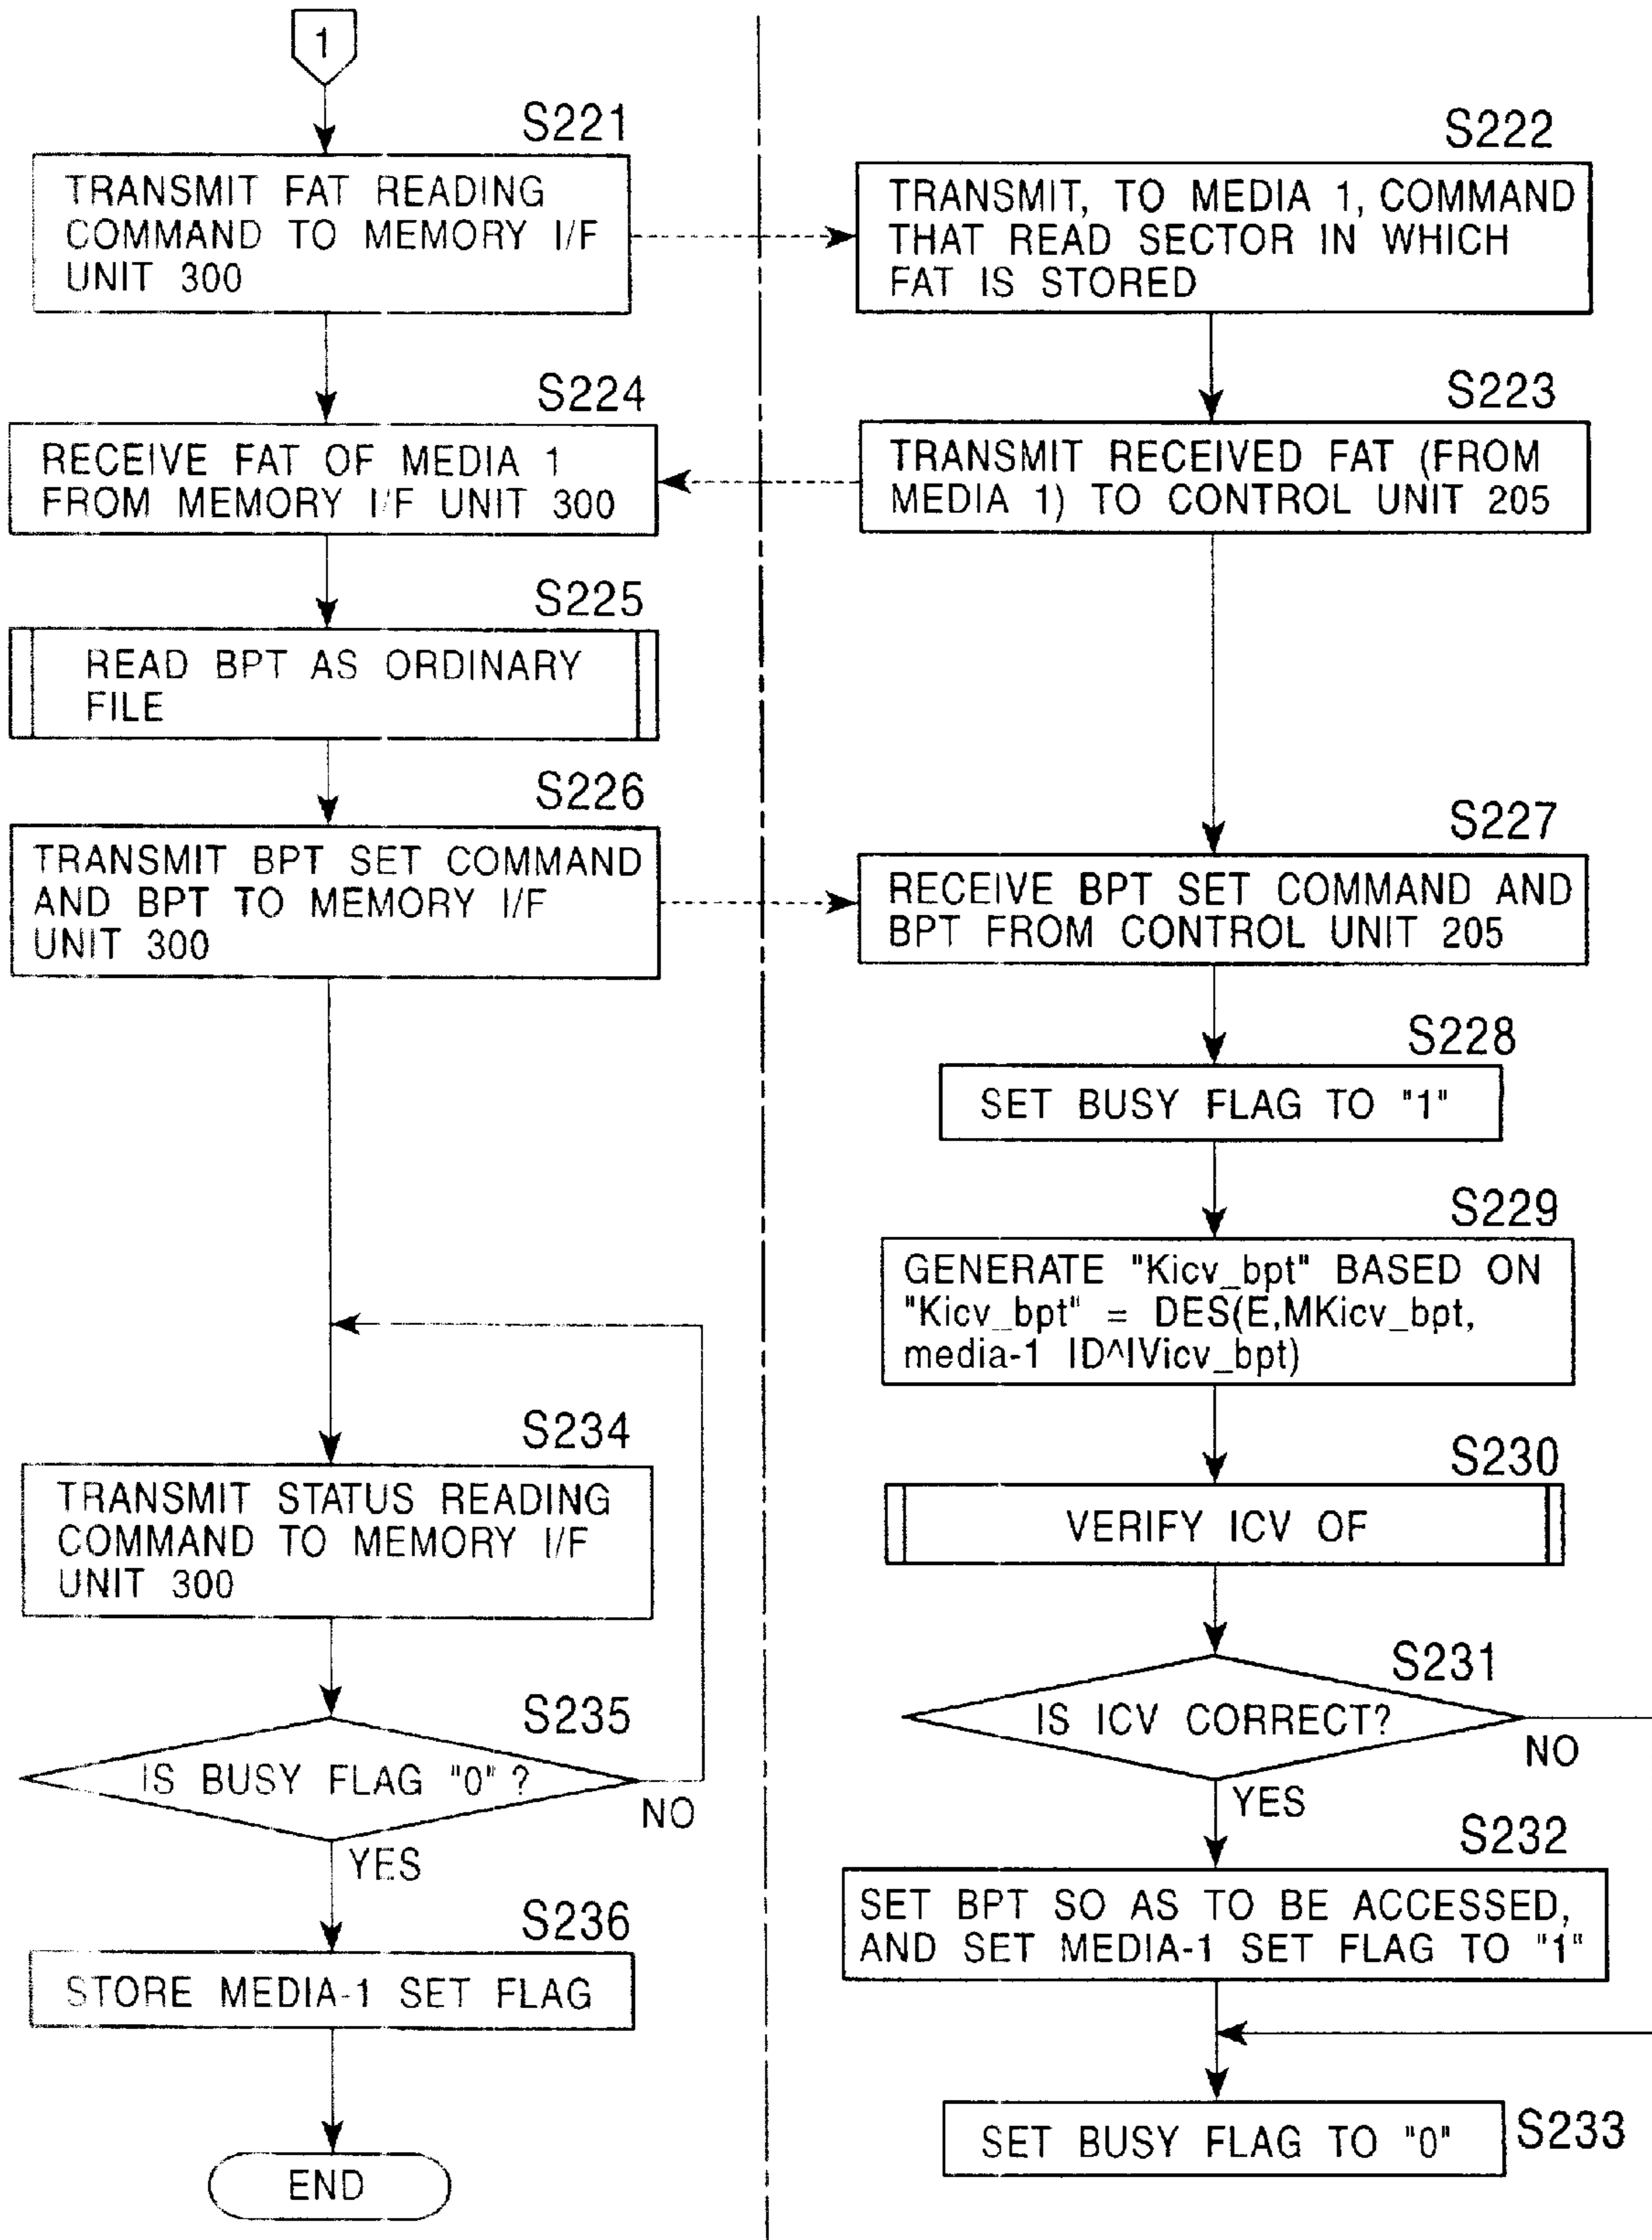 1
S221
TRANSMIT FAT READING
COMMAND TO MEMORY I/F
UNIT 300
S222
TRANSMIT, TO MEDIA 1, COMMAND
THAT READ SECTOR IN WHICH
FAT IS STORED
S224
RECEIVE FAT OF MEDIA 1
FROM MEMORY I/F UNIT 300
S223
TRANSMIT RECEIVED FAT (FROM
MEDIA 1) TO CONTROL UNIT 205
S225
READ BPT AS ORDINARY
FILE
S226
TRANSMIT BPT SET COMMAND
AND BPT TO MEMORY I/F
UNIT 300
S227
RECEIVE BPT SET COMMAND AND
BPT FROM CONTROL UNIT 205
S228
SET BUSY FLAG TO "1"
S229
GENERATE "Kicv_bpt" BASED ON
"Kicv_bpt" = DES(E,MKicv_bpt,
media-1 ID^IVicv_bpt)
S230
VERIFY ICV OF
S231
IS ICV CORRECT?
NO
YES
S232
SET BPT SO AS TO BE ACCESSED,
AND SET MEDIA-1 SET FLAG TO "1"
S233
SET BUSY FLAG TO "0"
S234
TRANSMIT STATUS READING
COMMAND TO MEMORY I/F
UNIT 300
S235
IS BUSY FLAG "0" ?
NO
YES
S236
STORE MEDIA-1 SET FLAG
END